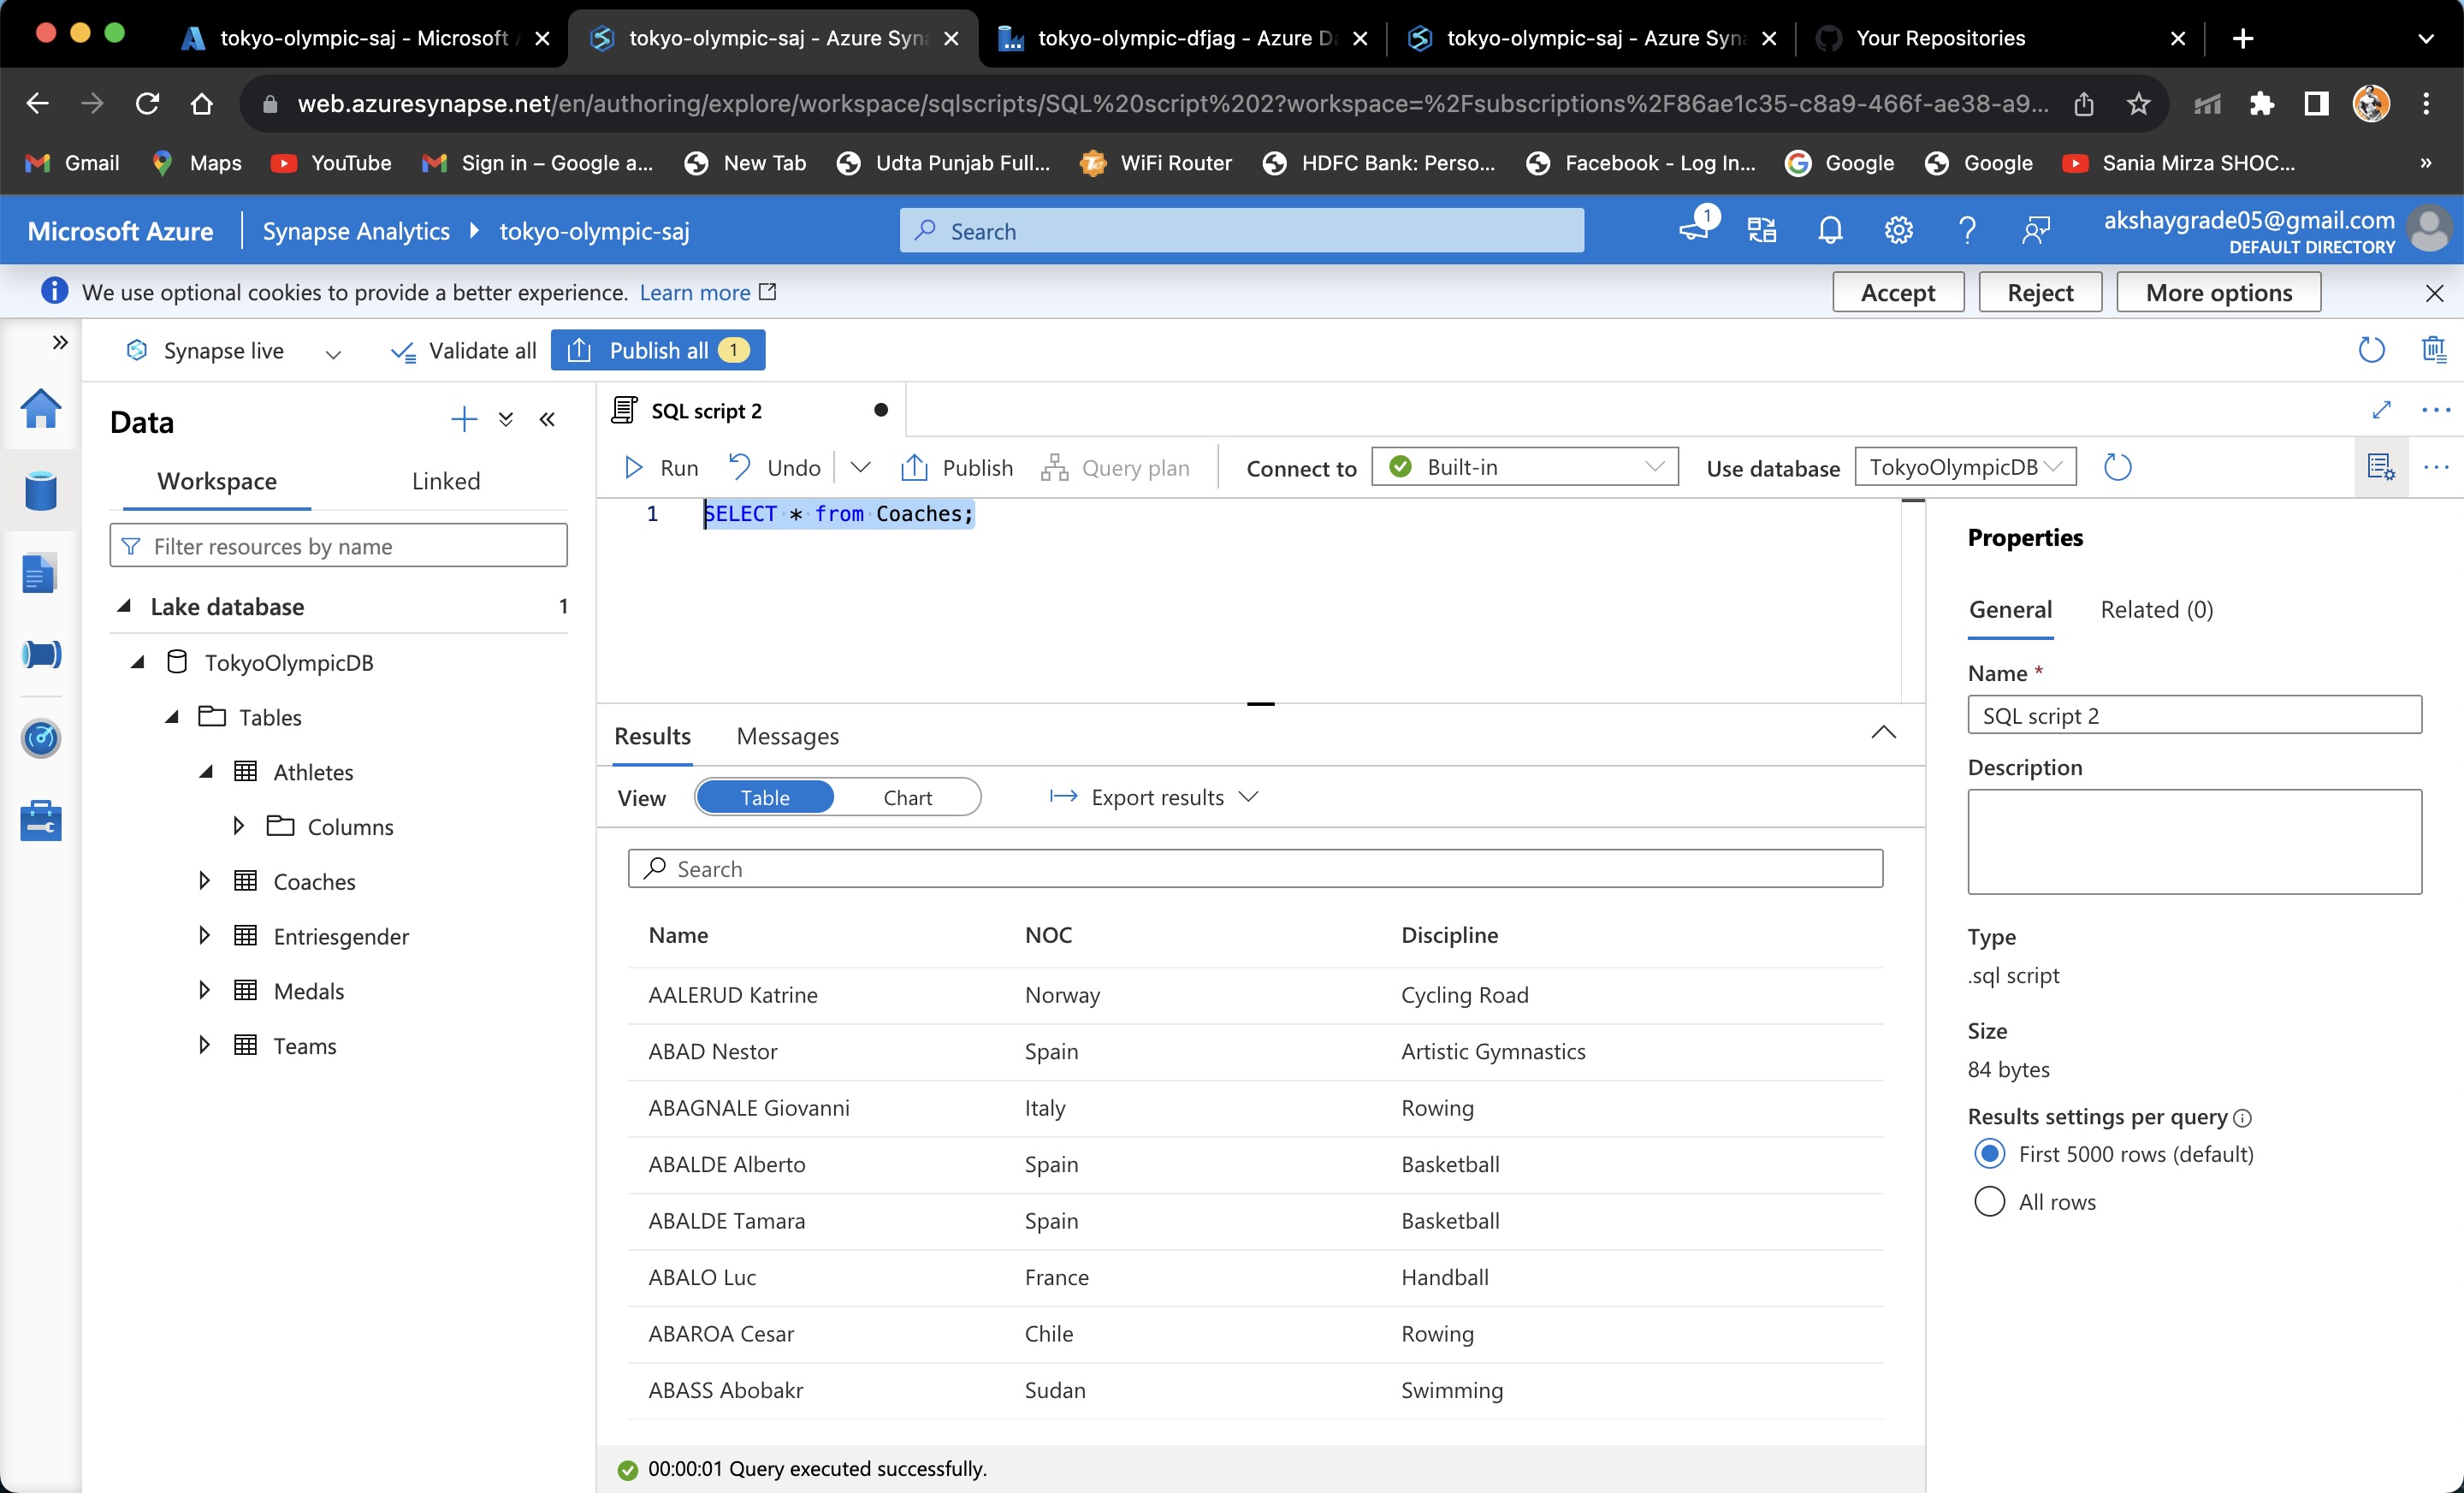 tokyo-olympic-saj - Microsoft
tokyo-olympic-saj - Azure Syn
tokyo-olympic-dfjag - Azure D
tokyo-olympic-saj - Azure Syn
Your Repositories
web.azuresynapse.net/en/authoring/explore/workspace/sqlscripts/SQL%20script%202?workspace=%2Fsubscriptions%2F86ae1c35-c8a9-466f-ae38-a9...
Gmail Maps YouTube Sign in – Google a... New Tab Udta Punjab Full... WiFi Router HDFC Bank: Perso... Facebook - Log In... Google Google Sania Mirza SHOC... »
Microsoft Azure Synapse Analytics tokyo-olympic-saj Search 1
akshaygrade05@gmail.com
DEFAULT DIRECTORY
We use optional cookies to provide a better experience. Learn more Accept Reject More options
Synapse live Validate all Publish all 1
Data
Workspace Linked
Filter resources by name
Lake database 1
TokyoOlympicDB
Tables
Athletes
Columns
Coaches
Entriesgender
Medals
Teams
SQL script 2
Run Undo Publish Query plan Connect to Built-in Use database TokyoOlympicDB
1 SELECT * from Coaches;
Results Messages
View Table Chart Export results
Search
Name NOC Discipline
AALERUD Katrine Norway Cycling Road
ABAD Nestor Spain Artistic Gymnastics
ABAGNALE Giovanni Italy Rowing
ABALDE Alberto Spain Basketball
ABALDE Tamara Spain Basketball
ABALO Luc France Handball
ABAROA Cesar Chile Rowing
ABASS Abobakr Sudan Swimming
00:00:01 Query executed successfully.
Properties
General Related (0)
Name *
SQL script 2
Description
Type
.sql script
Size
84 bytes
Results settings per query
First 5000 rows (default)
All rows